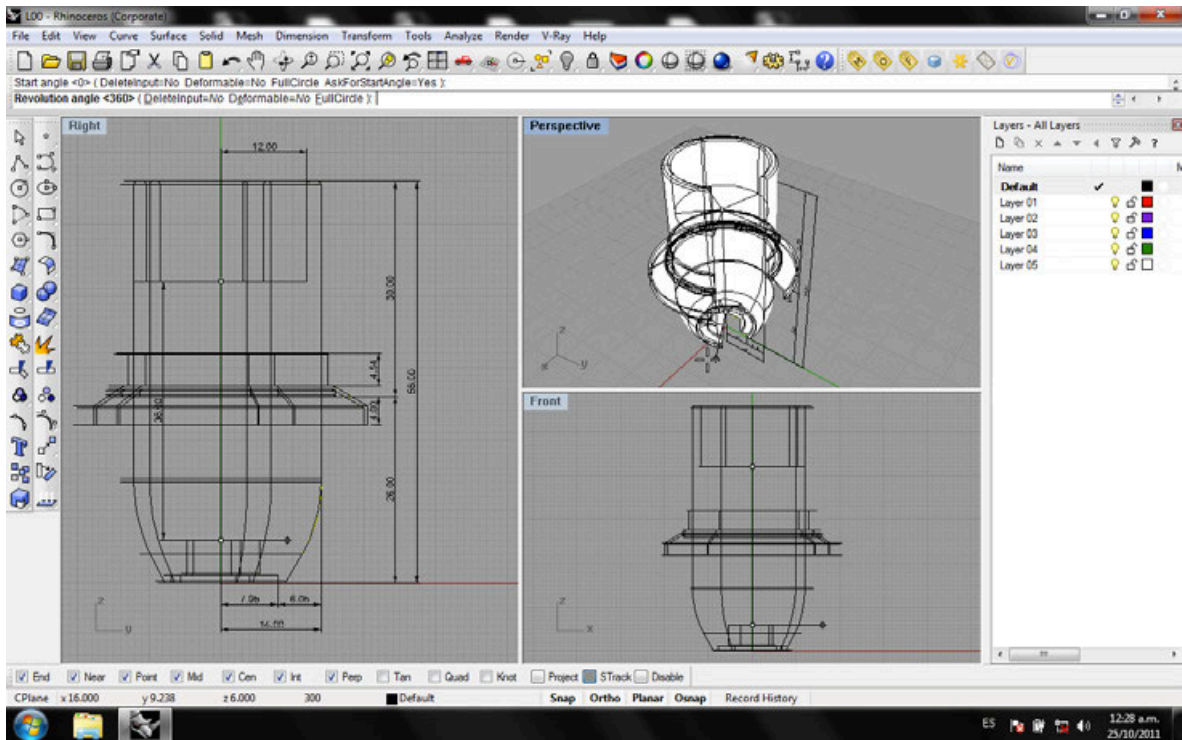 L00 - Rhinoceros (Corporate)
File Edit View Curve Surface Solid Mesh Dimension Transform Tools Analyze Render V-Ray Help
Start angle <0> ( DeleteInput=No Deformable=No FullCircle AskForStartAngle=Yes ):
Revolution angle <360> ( DeleteInput=No Deformable=No FullCircle ):
Right
12.00
30.00
4.54
55.00
36.00
4.00
26.00
7.95 6.05
14.00
z
y
Perspective
z
x y
Front
z
x
Layers - All Layers
Name
Default
Layer 01
Layer 02
Layer 03
Layer 04
Layer 05
End Near Point Mid Cen Int Perp Tan Quad Knot Project STrack Disable
CPlane x 16.000 y 9.238 z 6.000 300 Default Snap Ortho Planar Osnap Record History
ES
12:28 a.m.
25/10/2011